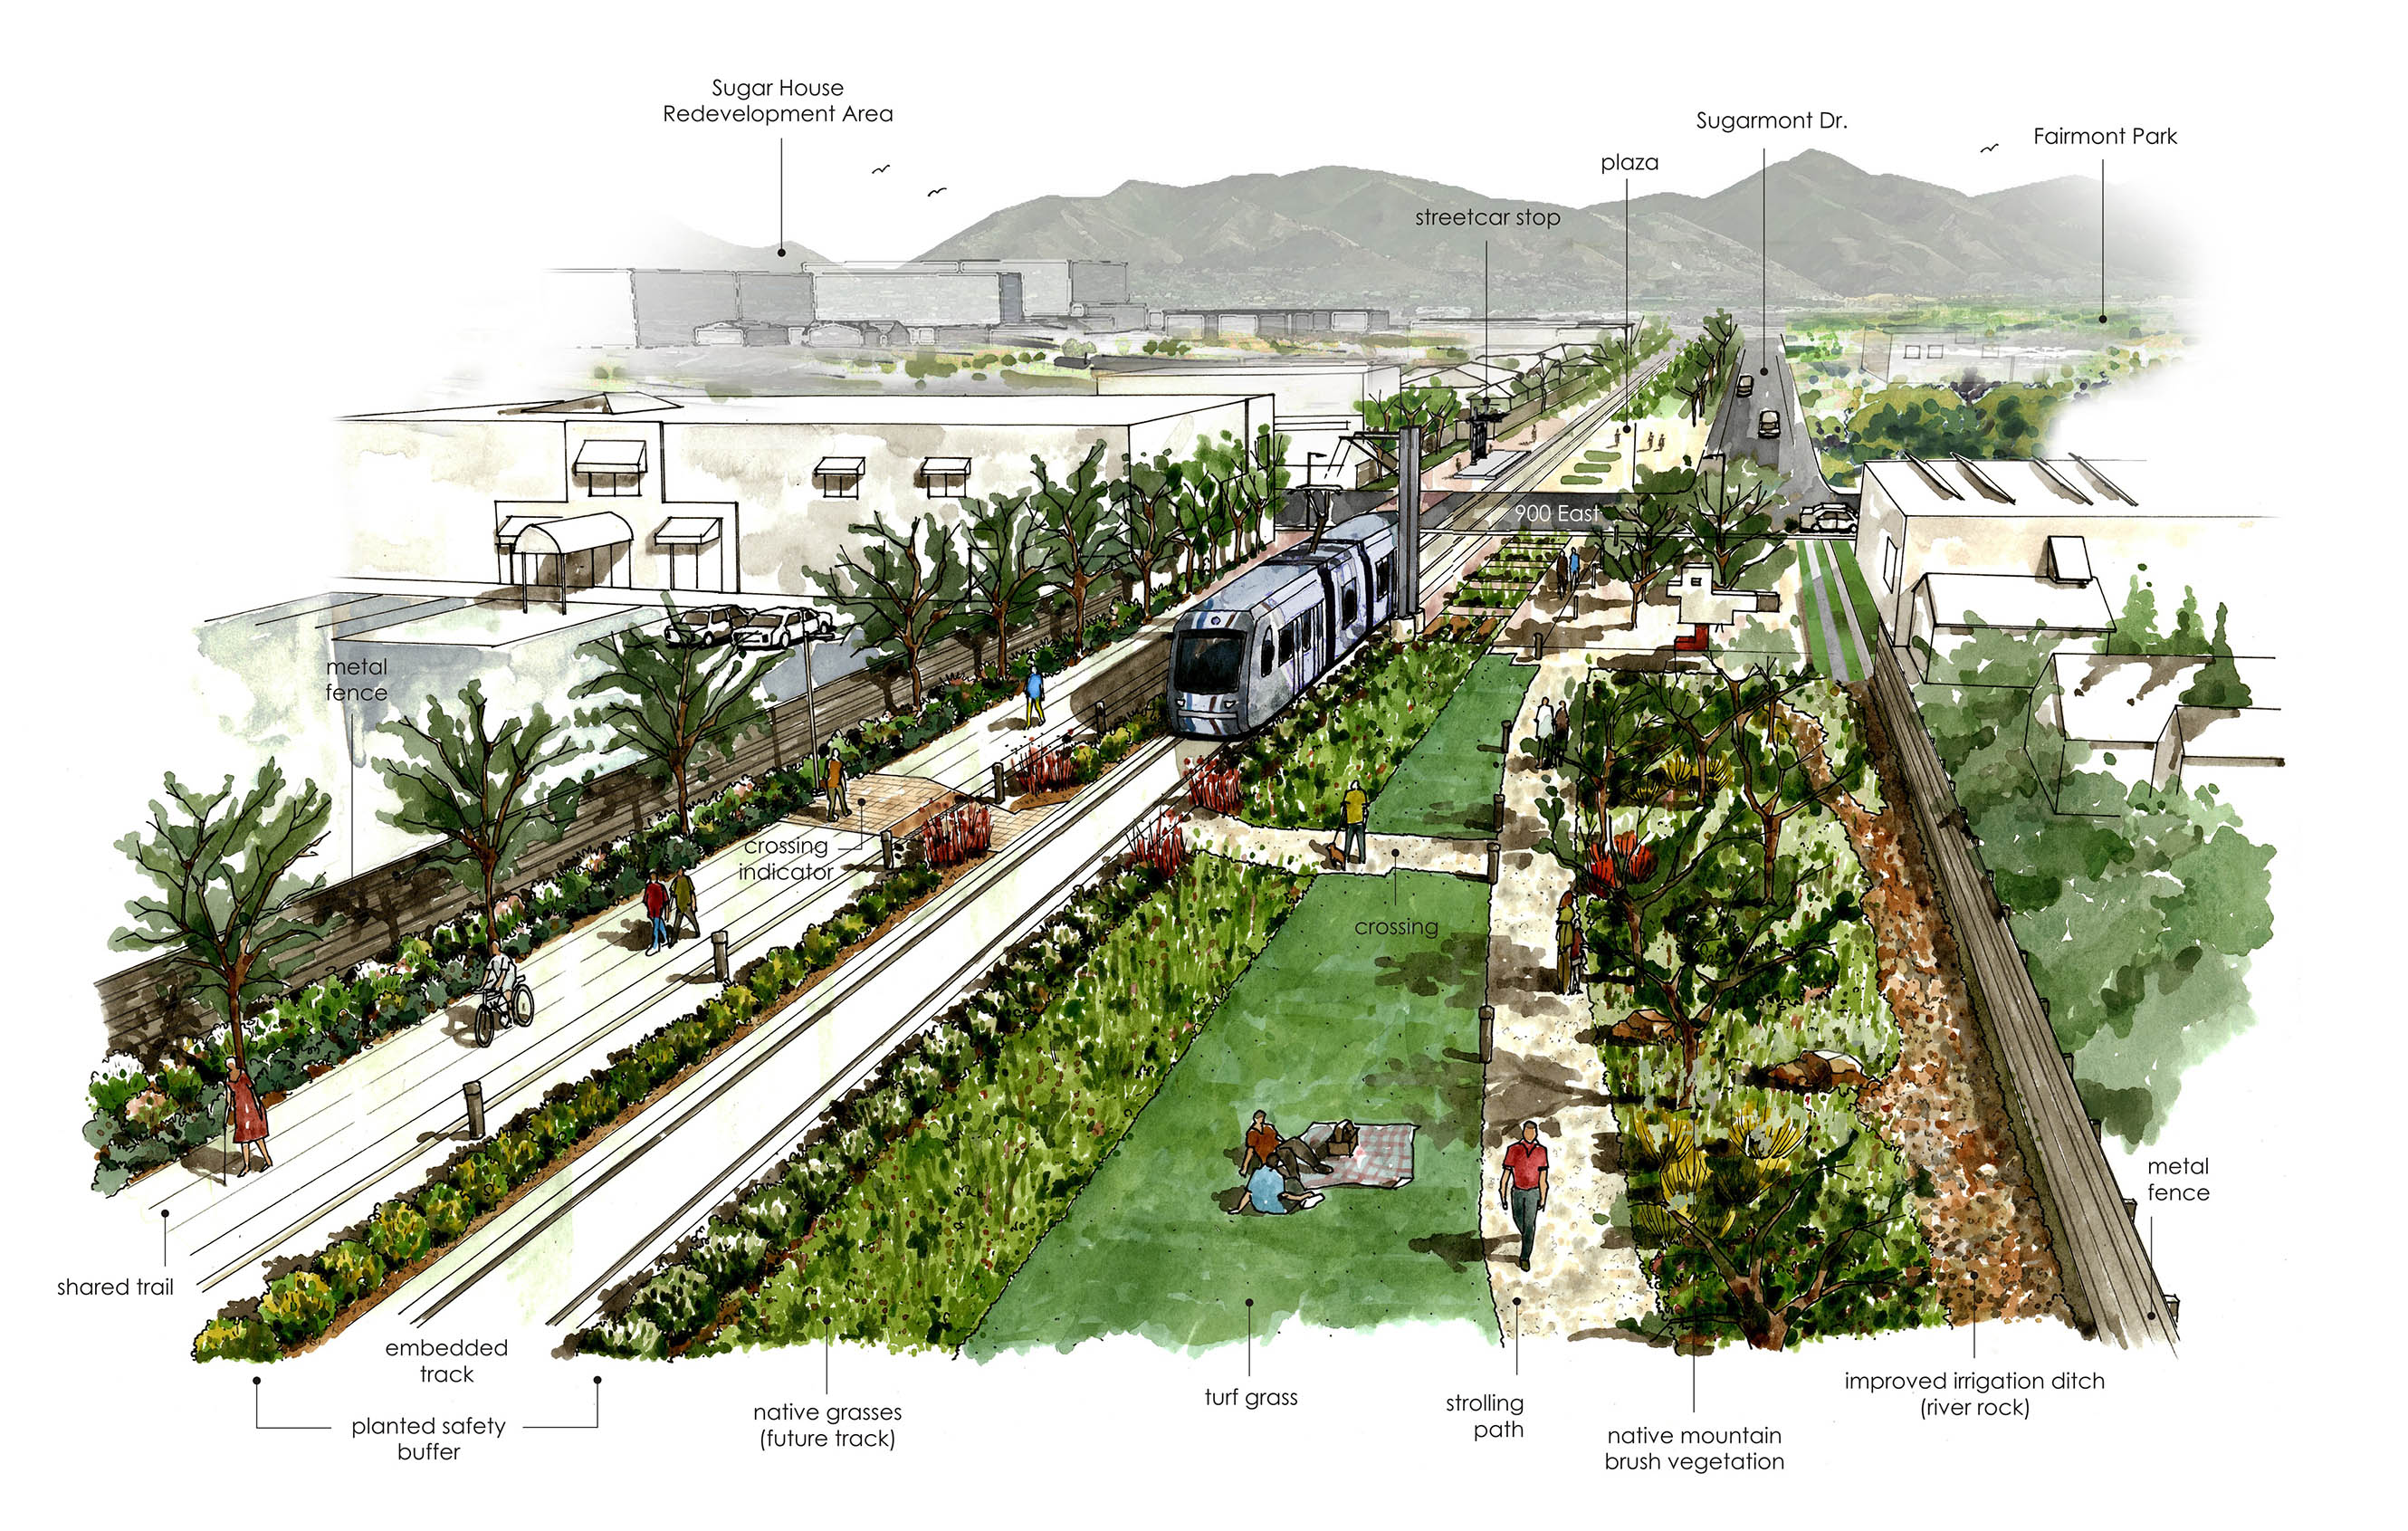 Sugar House
Redevelopment Area
Sugarmont Dr.
Fairmont Park
plaza
streetcar stop
900 East
metal
fence
crossing
indicator
crossing
metal
fence
shared trail
embedded
track
planted safety
buffer
native grasses
(future track)
turf grass
strolling
path
native mountain
brush vegetation
improved irrigation ditch
(river rock)